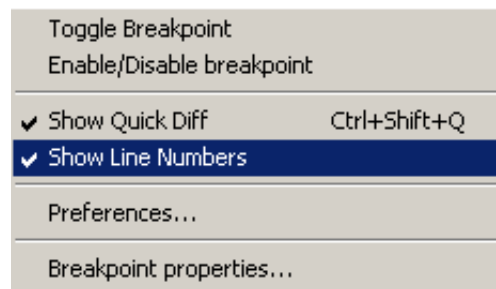 Toggle Breakpoint
Enable/Disable breakpoint
Show Quick Diff Ctrl+Shift+Q
Show Line Numbers
Preferences...
Breakpoint properties...